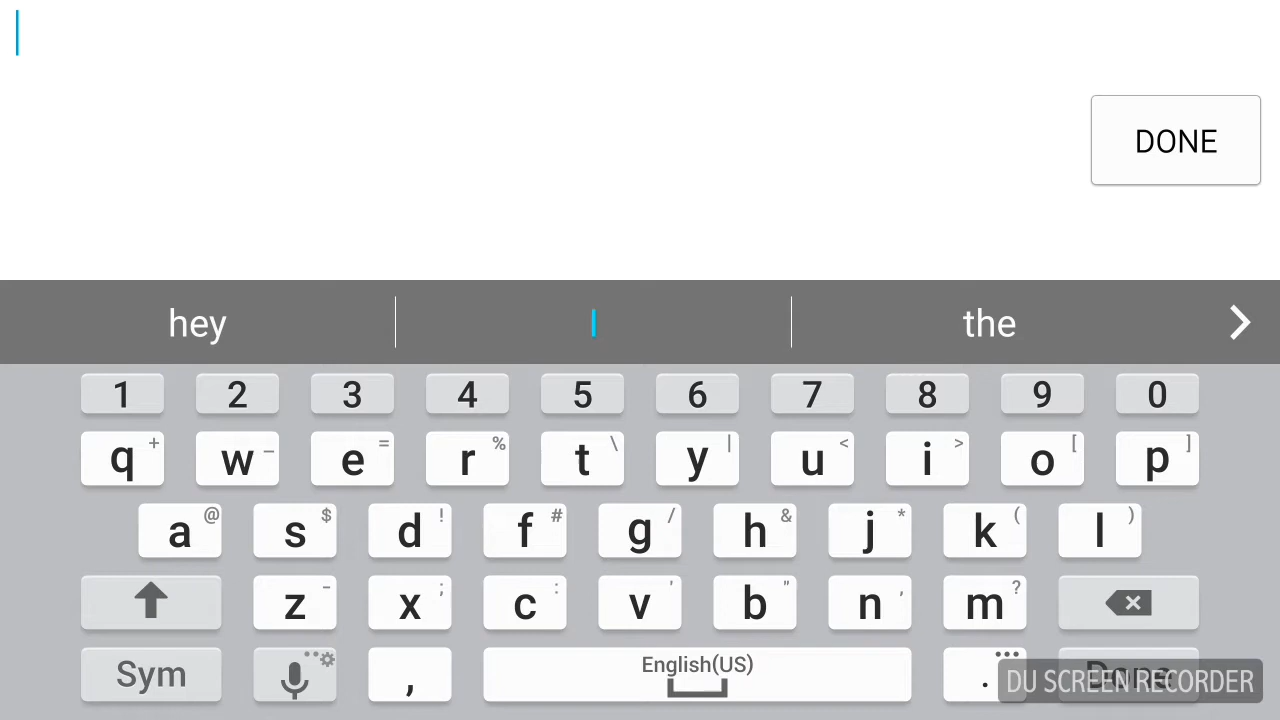 DONE
hey I the
1 2 3 4 5 6 7 8 9 0
q + w – e = r % t \ y | u < i > o [ p ]
a @ s $ d ! f # g / h & j * k ( l )
z - x ; c : v ' b " n , m ?
Sym , English(US) . Done
DU SCREEN RECORDER